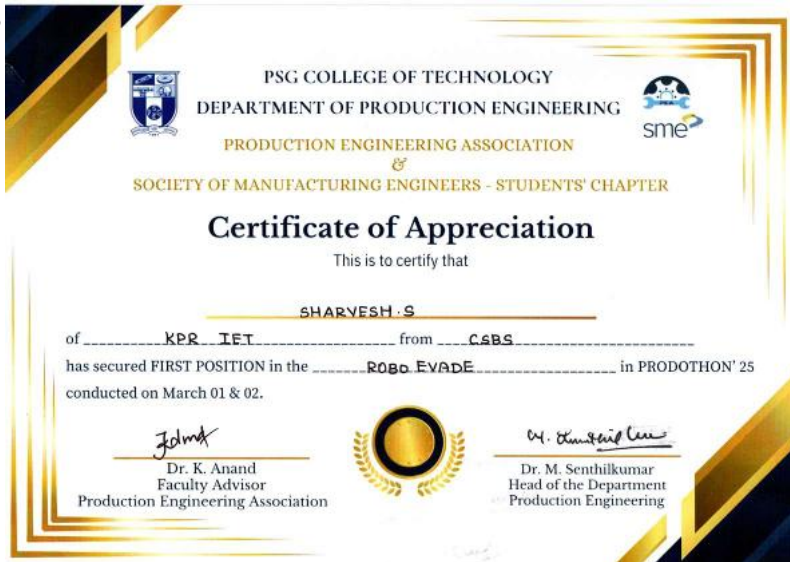 PSG COLLEGE OF TECHNOLOGY
DEPARTMENT OF PRODUCTION ENGINEERING
PEA
sme
PRODUCTION ENGINEERING ASSOCIATION
&
SOCIETY OF MANUFACTURING ENGINEERS - STUDENTS' CHAPTER
Certificate of Appreciation
This is to certify that
SHARVESH.S
of KPR IET from CSBS
has secured FIRST POSITION in the ROBO EVADE in PRODOTHON' 25
conducted on March 01 & 02.
Dr. K. Anand
Faculty Advisor
Production Engineering Association
Dr. M. Senthilkumar
Head of the Department
Production Engineering